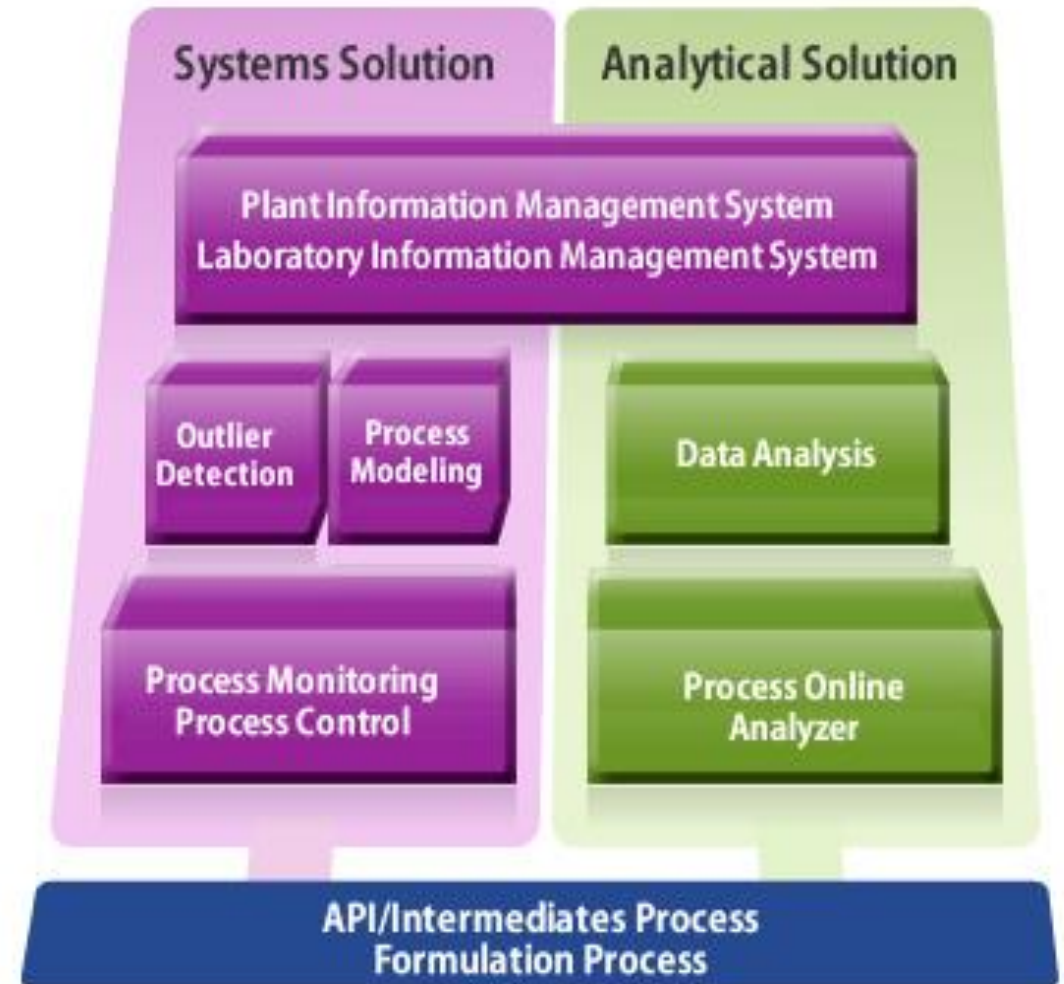 Systems Solution
Analytical Solution
Plant Information Management System
Laboratory Information Management System
Outlier
Detection
Process
Modeling
Data Analysis
Process Monitoring
Process Control
Process Online
Analyzer
API/Intermediates Process
Formulation Process